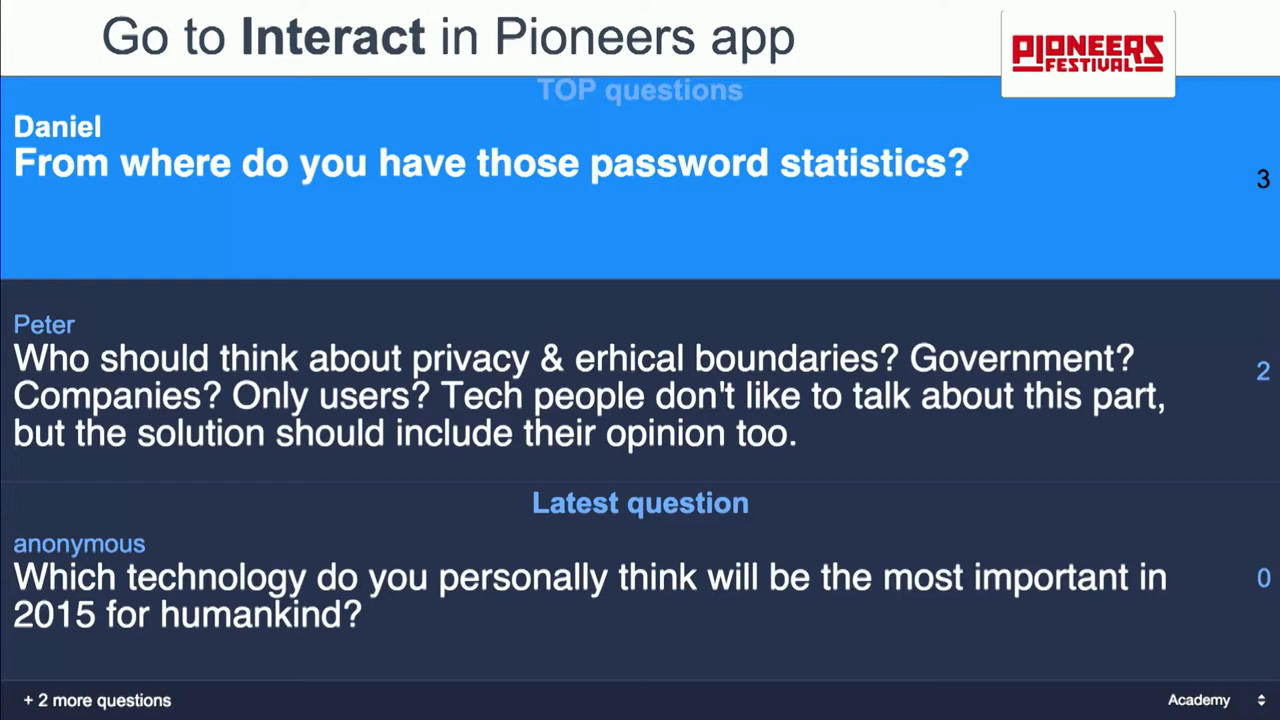 Go to Interact in Pioneers app
PIONEERS
FESTIVAL
TOP questions
Daniel
From where do you have those password statistics?
3
Peter
Who should think about privacy & erhical boundaries? Government?
Companies? Only users? Tech people don't like to talk about this part,
but the solution should include their opinion too.
2
Latest question
anonymous
Which technology do you personally think will be the most important in
2015 for humankind?
0
+ 2 more questions
Academy